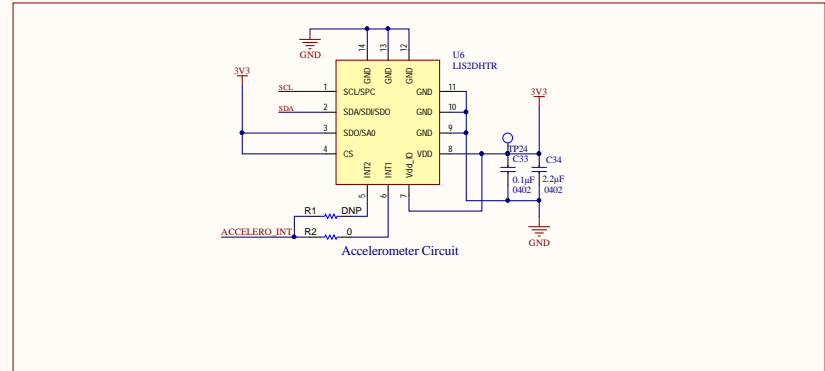 GND
14
13
12
U6
LIS2DHTR
GND
GND
GND
3V3
SCL
1
SCL/SPC
GND
11
3V3
SDA
2
SDA/SDI/SDO
GND
10
3
SDO/SA0
GND
9
4
CS
VDD
8
TP24
C33
C34
0.1µF
2.2µF
0402
0402
INT2
INT1
Vdd_IO
5
6
7
R1
DNP
ACCELERO_INT
R2
0
GND
Accelerometer Circuit